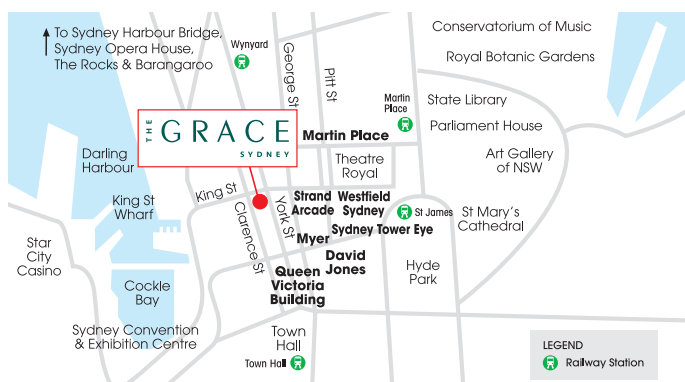 To Sydney Harbour Bridge,
Sydney Opera House,
The Rocks & Barangaroo
Wynyard
George St
Pitt St
Conservatorium of Music
Royal Botanic Gardens
Martin
Place
State Library
Parliament House
Art Gallery
of NSW
THE
GRACE
SYDNEY
Martin Place
Theatre
Royal
Darling
Harbour
King St
Wharf
King St
Clarence St
York St
Strand
Arcade
Westfield
Sydney
St James
St Mary's
Cathedral
Sydney Tower Eye
Myer
David
Jones
Hyde
Park
Queen
Victoria
Building
Star
City
Casino
Cockle
Bay
Sydney Convention
& Exhibition Centre
Town
Hall
Town Hall
LEGEND
Railway Station